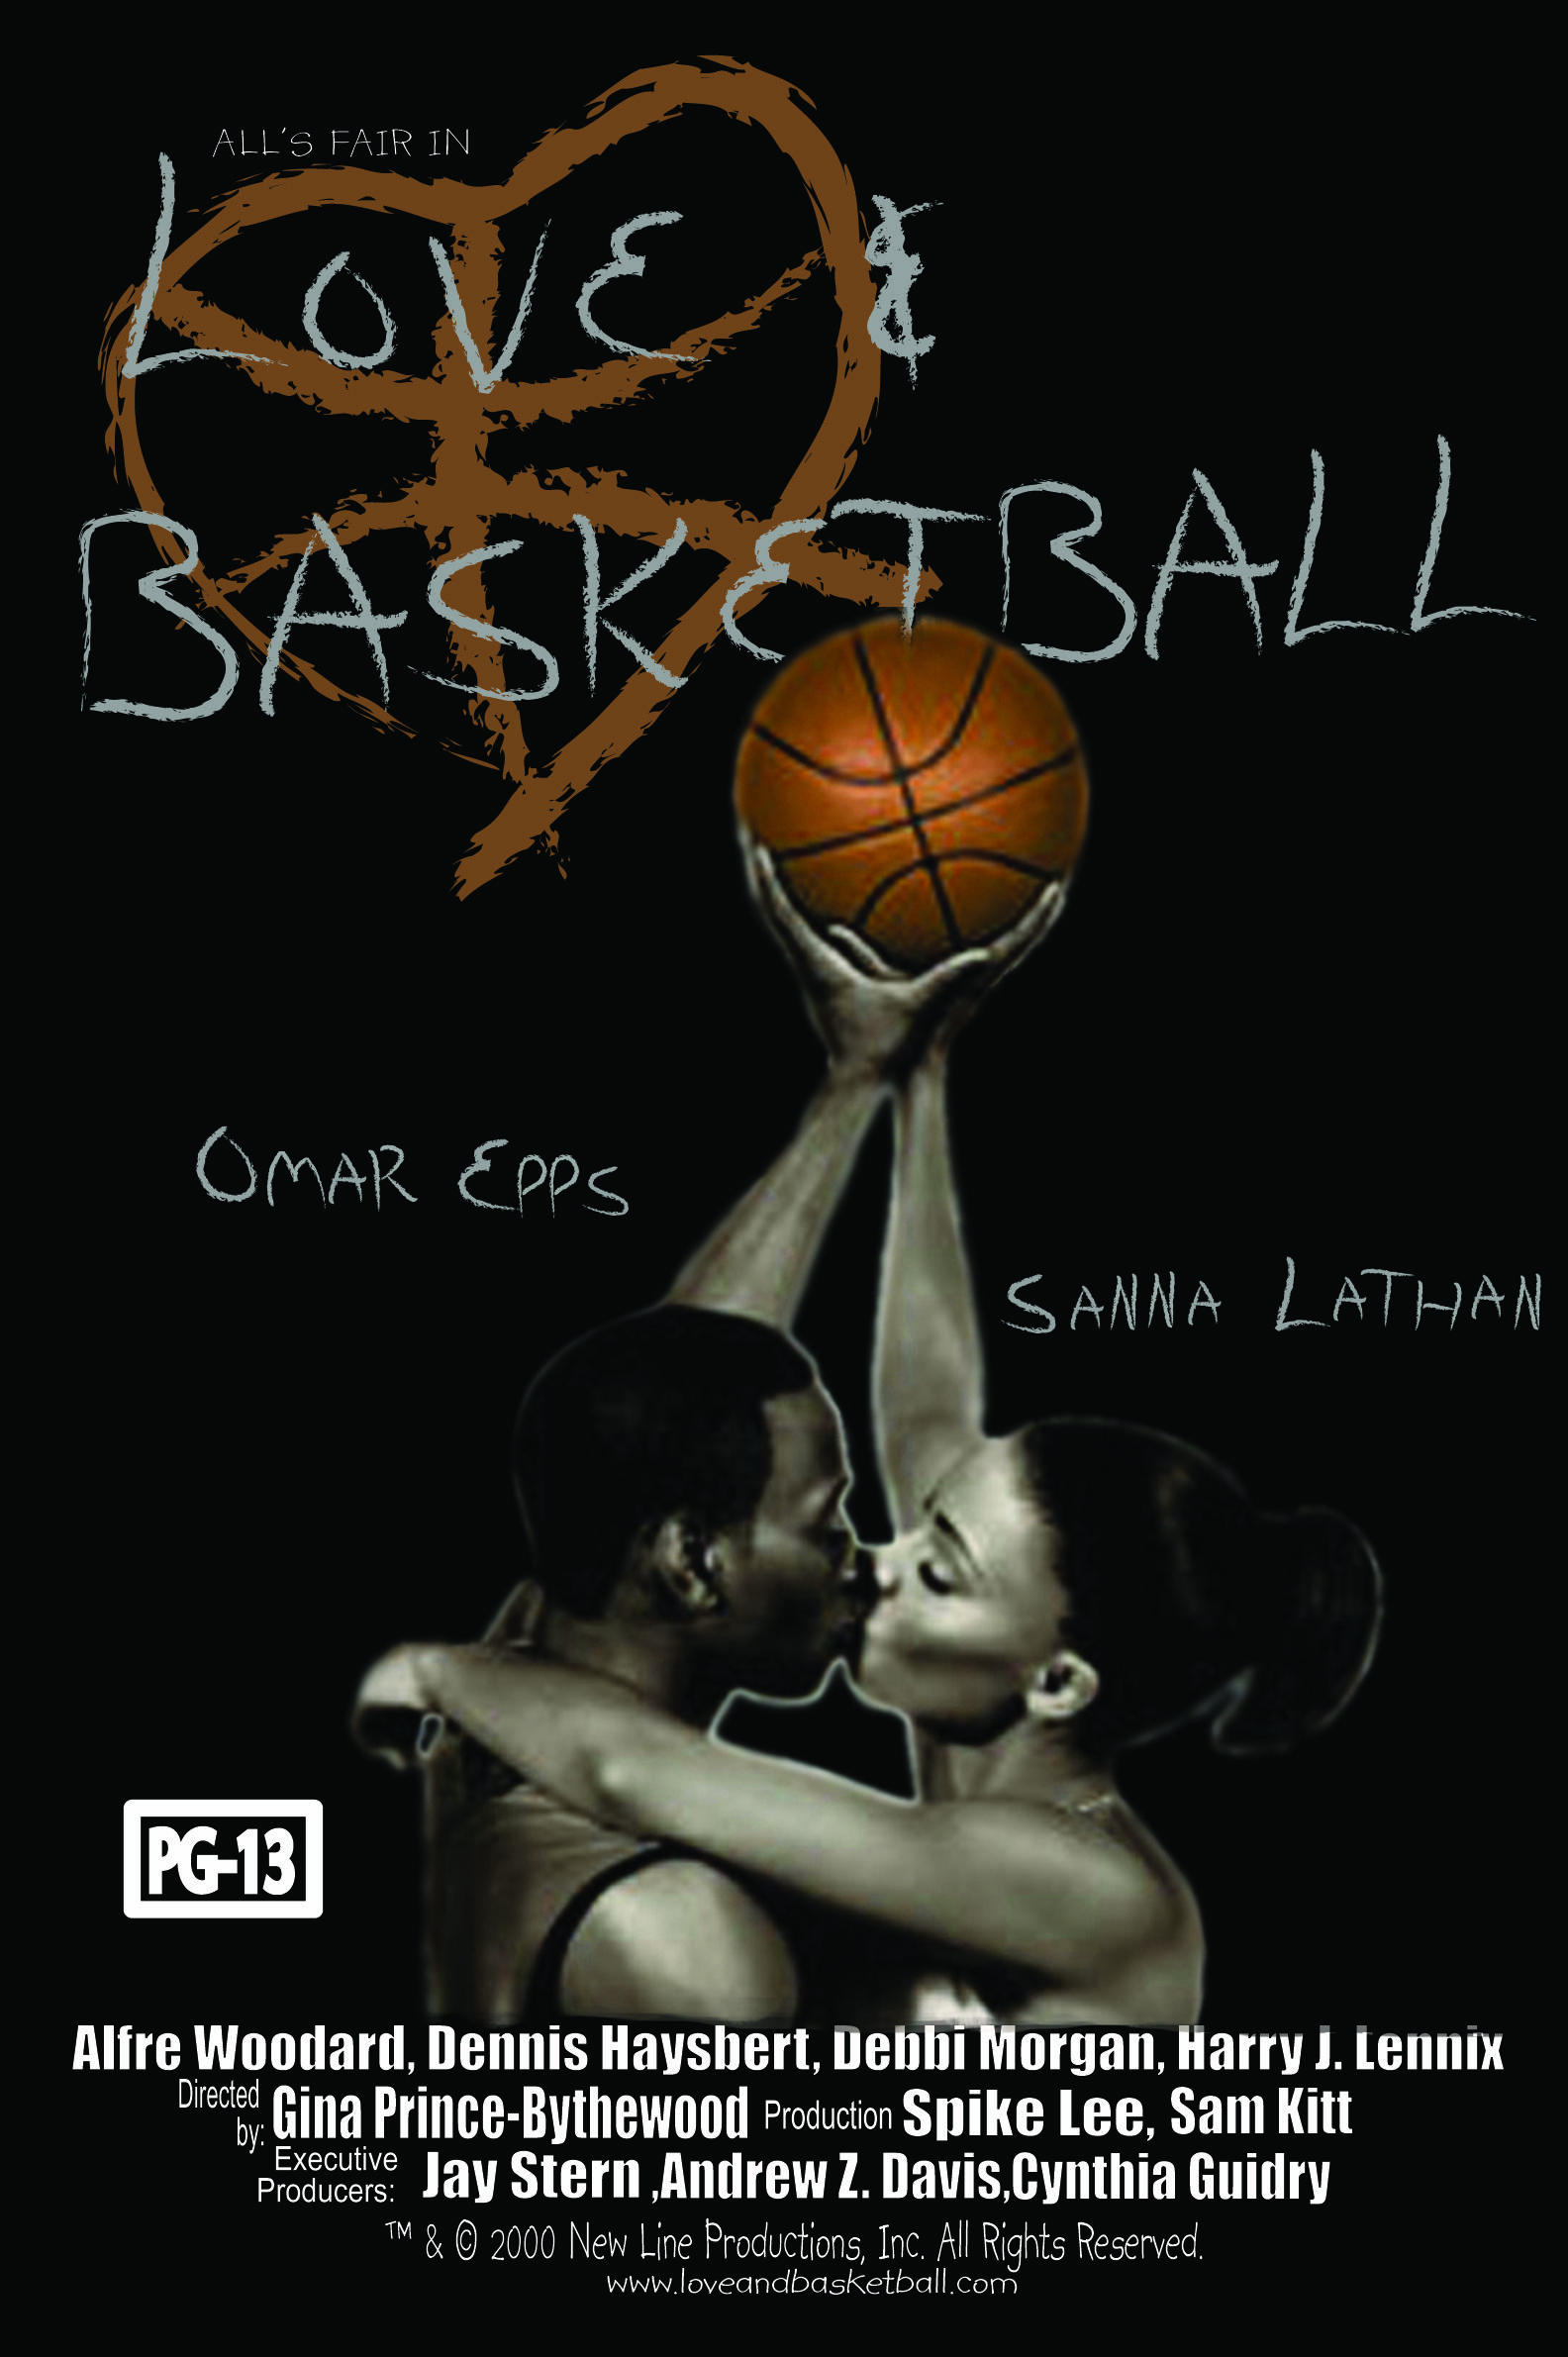 ALL'S FAIR IN
LOVE &
BASKETBALL
OMAR EPPS
SANNA LATHAN
PG-13
Alfre Woodard, Dennis Haysbert, Debbi Morgan, Harry J. Lennix
Directed by: Gina Prince-Bythewood Production Spike Lee, Sam Kitt
Executive Producers: Jay Stern ,Andrew Z. Davis,Cynthia Guidry
™ & © 2000 New Line Productions, Inc. All Rights Reserved.
www.loveandbasketball.com